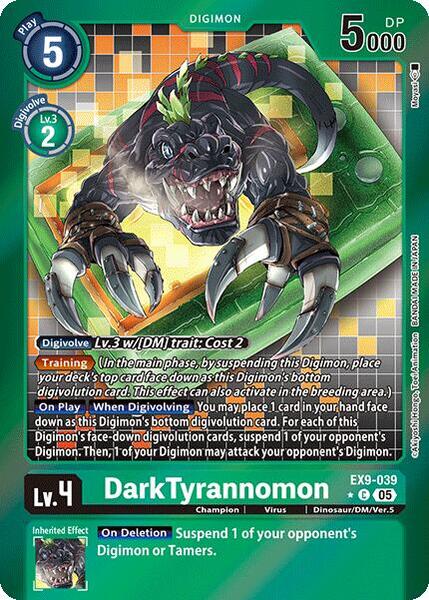 DIGIMON
Play
5
DP
5000
Digivolve
Lv.3
2
Digivolve Lv.3 w/[DM] trait: Cost 2
Training (In the main phase, by suspending this Digimon, place
your deck's top card face down as this Digimon's bottom
digivolution card. This effect can also activate in the breeding area.)
On Play When Digivolving You may place 1 card in your hand face
down as this Digimon's bottom digivolution card. For each of this
Digimon's face-down digivolution cards, suspend 1 of your opponent's
Digimon. Then, 1 of your Digimon may attack your opponent's Digimon.
©Akiyoshi Hongo, Toei Animation BANDAI MADE IN JAPAN
Lv.4
DarkTyrannomon
EX9-039
C 05
Champion Virus Dinosaur/DM/Ver.5
Inherited Effect
On Deletion Suspend 1 of your opponent's
Digimon or Tamers.